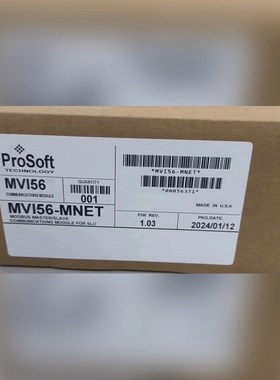 ProSoft
TECHNOLOGY
MVI56
COMMUNICATIONS MODULE
QUANTITY
001
*MVI56-MNET*
*00056371*
MADE IN U.S.A.
MVI56-MNET
MODBUS MASTER/SLAVE
COMMUNICATIONS MODULE FOR SLC
F/W REV.
1.03
PKG.DATE.
2024/01/12